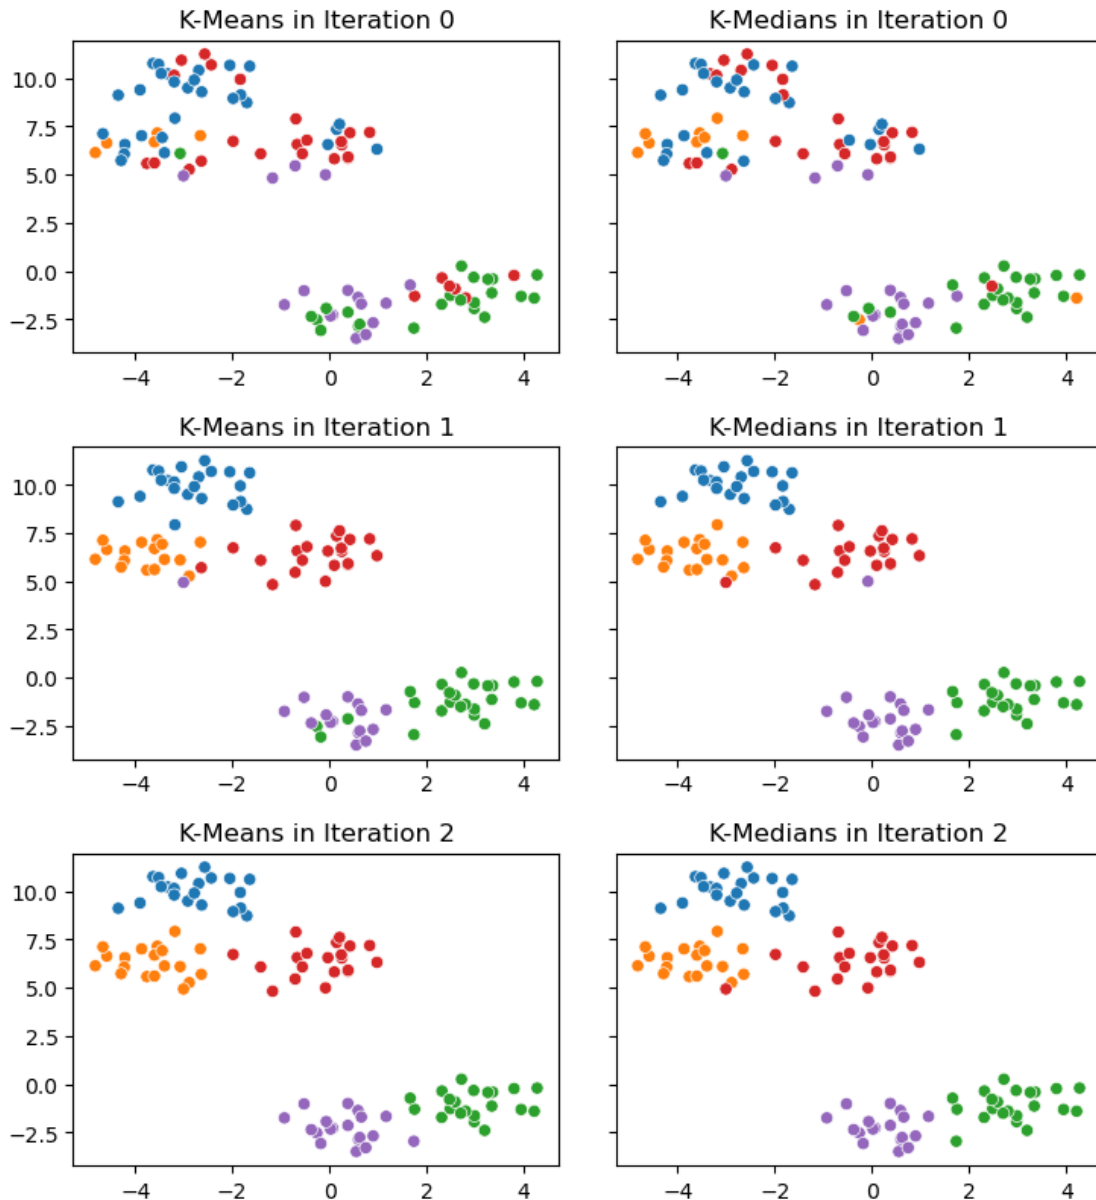 K-Means in Iteration 0
K-Medians in Iteration 0
10.0
7.5
5.0
2.5
0.0
−2.5
−4 −2 0 2 4
−4 −2 0 2 4
K-Means in Iteration 1
K-Medians in Iteration 1
10.0
7.5
5.0
2.5
0.0
−2.5
−4 −2 0 2 4
−4 −2 0 2 4
K-Means in Iteration 2
K-Medians in Iteration 2
10.0
7.5
5.0
2.5
0.0
−2.5
−4 −2 0 2 4
−4 −2 0 2 4